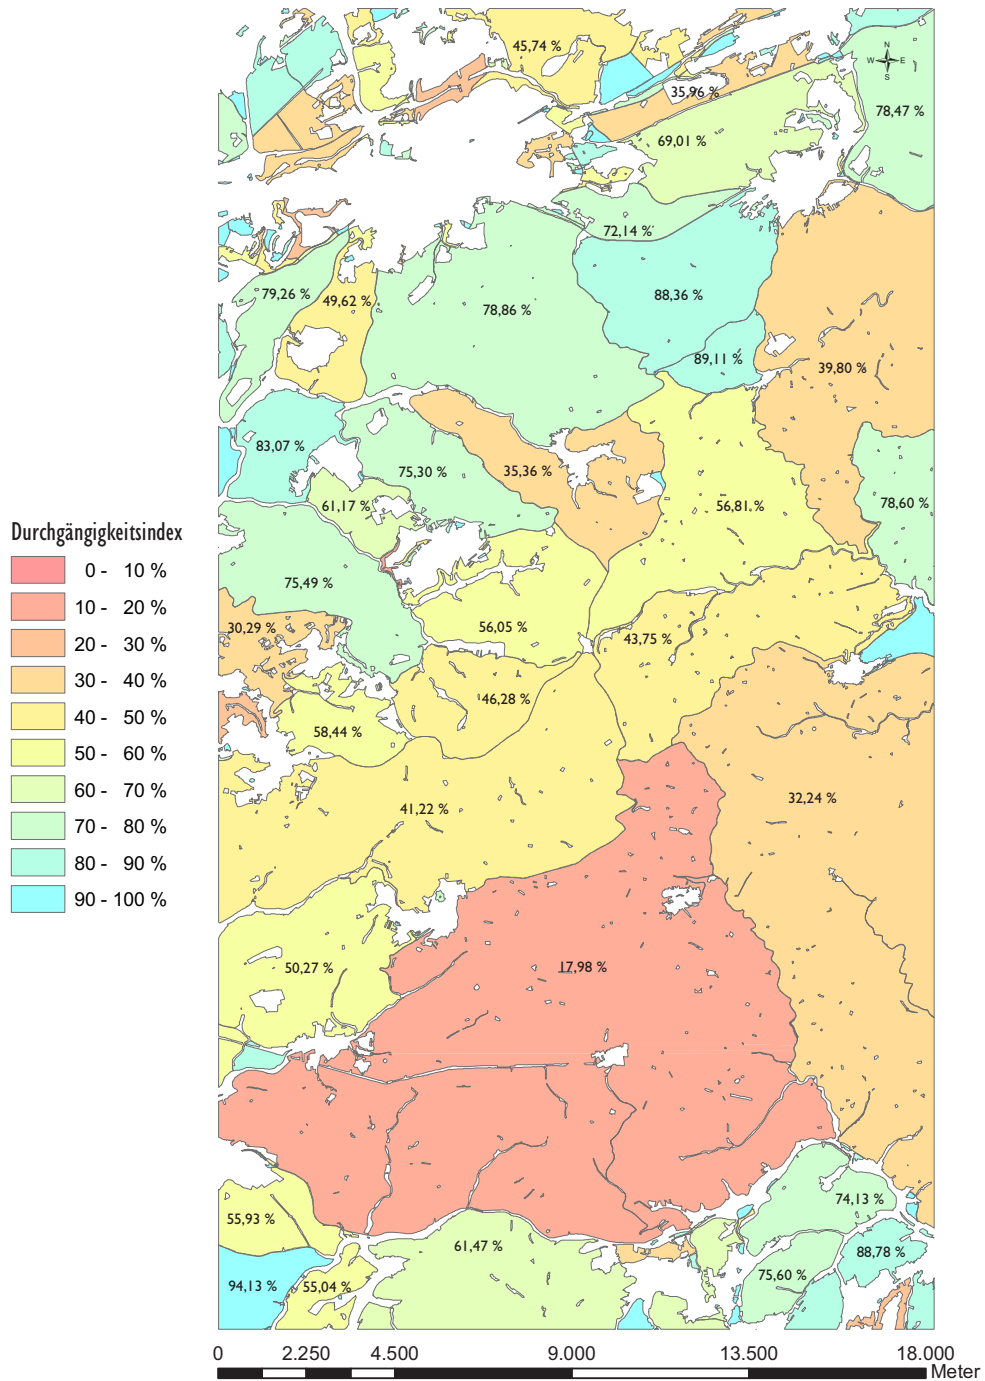 45,74 %
N
W E
S
35,96 %
78,47 %
69,01 %
72,14 %
79,26 %
49,62 %
78,86 %
88,36 %
89,11 %
39,80 %
83,07 %
75,30 %
35,36 %
61,17 %
56,81 %
78,60 %
Durchgängigkeitsindex
0 - 10 %
10 - 20 %
20 - 30 %
30 - 40 %
40 - 50 %
50 - 60 %
60 - 70 %
70 - 80 %
80 - 90 %
90 - 100 %
75,49 %
30,29 %
56,05 %
43,75 %
46,28 %
58,44 %
41,22 %
32,24 %
50,27 %
17,98 %
74,13 %
55,93 %
61,47 %
88,78 %
94,13 %
55,04 %
75,60 %
0 2.250 4.500 9.000 13.500 18.000
Meter